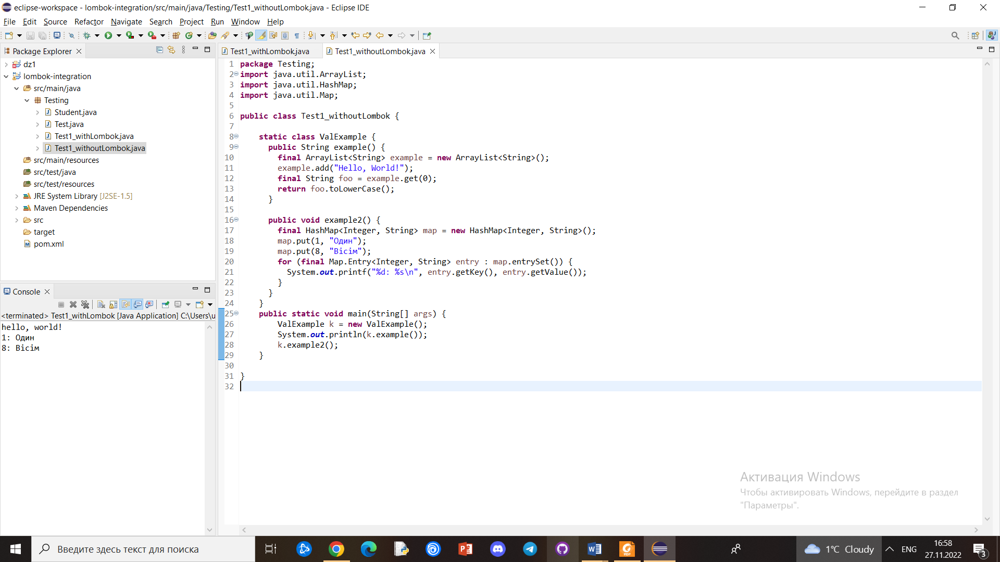 eclipse-workspace - lombok-integration/src/main/java/Testing/Test1_withoutLombok.java - Eclipse IDE
File Edit Source Refactor Navigate Search Project Run Window Help
Package Explorer
dz1
lombok-integration
src/main/java
Testing
Student.java
Test.java
Test1_withLombok.java
Test1_withoutLombok.java
src/main/resources
src/test/java
src/test/resources
JRE System Library [J2SE-1.5]
Maven Dependencies
src
target
pom.xml
Console
<terminated> Test1_withLombok [Java Application] C:\Users\u
hello, world!
1: Один
8: Вісім
Test1_withLombok.java Test1_withoutLombok.java
1 package Testing;
2 import java.util.ArrayList;
3 import java.util.HashMap;
4 import java.util.Map;
5
6 public class Test1_withoutLombok {
7
8 static class ValExample {
9 public String example() {
10 final ArrayList<String> example = new ArrayList<String>();
11 example.add("Hello, World!");
12 final String foo = example.get(0);
13 return foo.toLowerCase();
14 }
15
16 public void example2() {
17 final HashMap<Integer, String> map = new HashMap<Integer, String>();
18 map.put(1, "Один");
19 map.put(8, "Вісім");
20 for (final Map.Entry<Integer, String> entry : map.entrySet()) {
21 System.out.printf("%d: %s\n", entry.getKey(), entry.getValue());
22 }
23 }
24 }
25 public static void main(String[] args) {
26 ValExample k = new ValExample();
27 System.out.println(k.example());
28 k.example2();
29 }
30
31 }
32
Активация Windows
Чтобы активировать Windows, перейдите в раздел
"Параметры".
Введите здесь текст для поиска
1°C Cloudy
ENG
16:58
27.11.2022
3